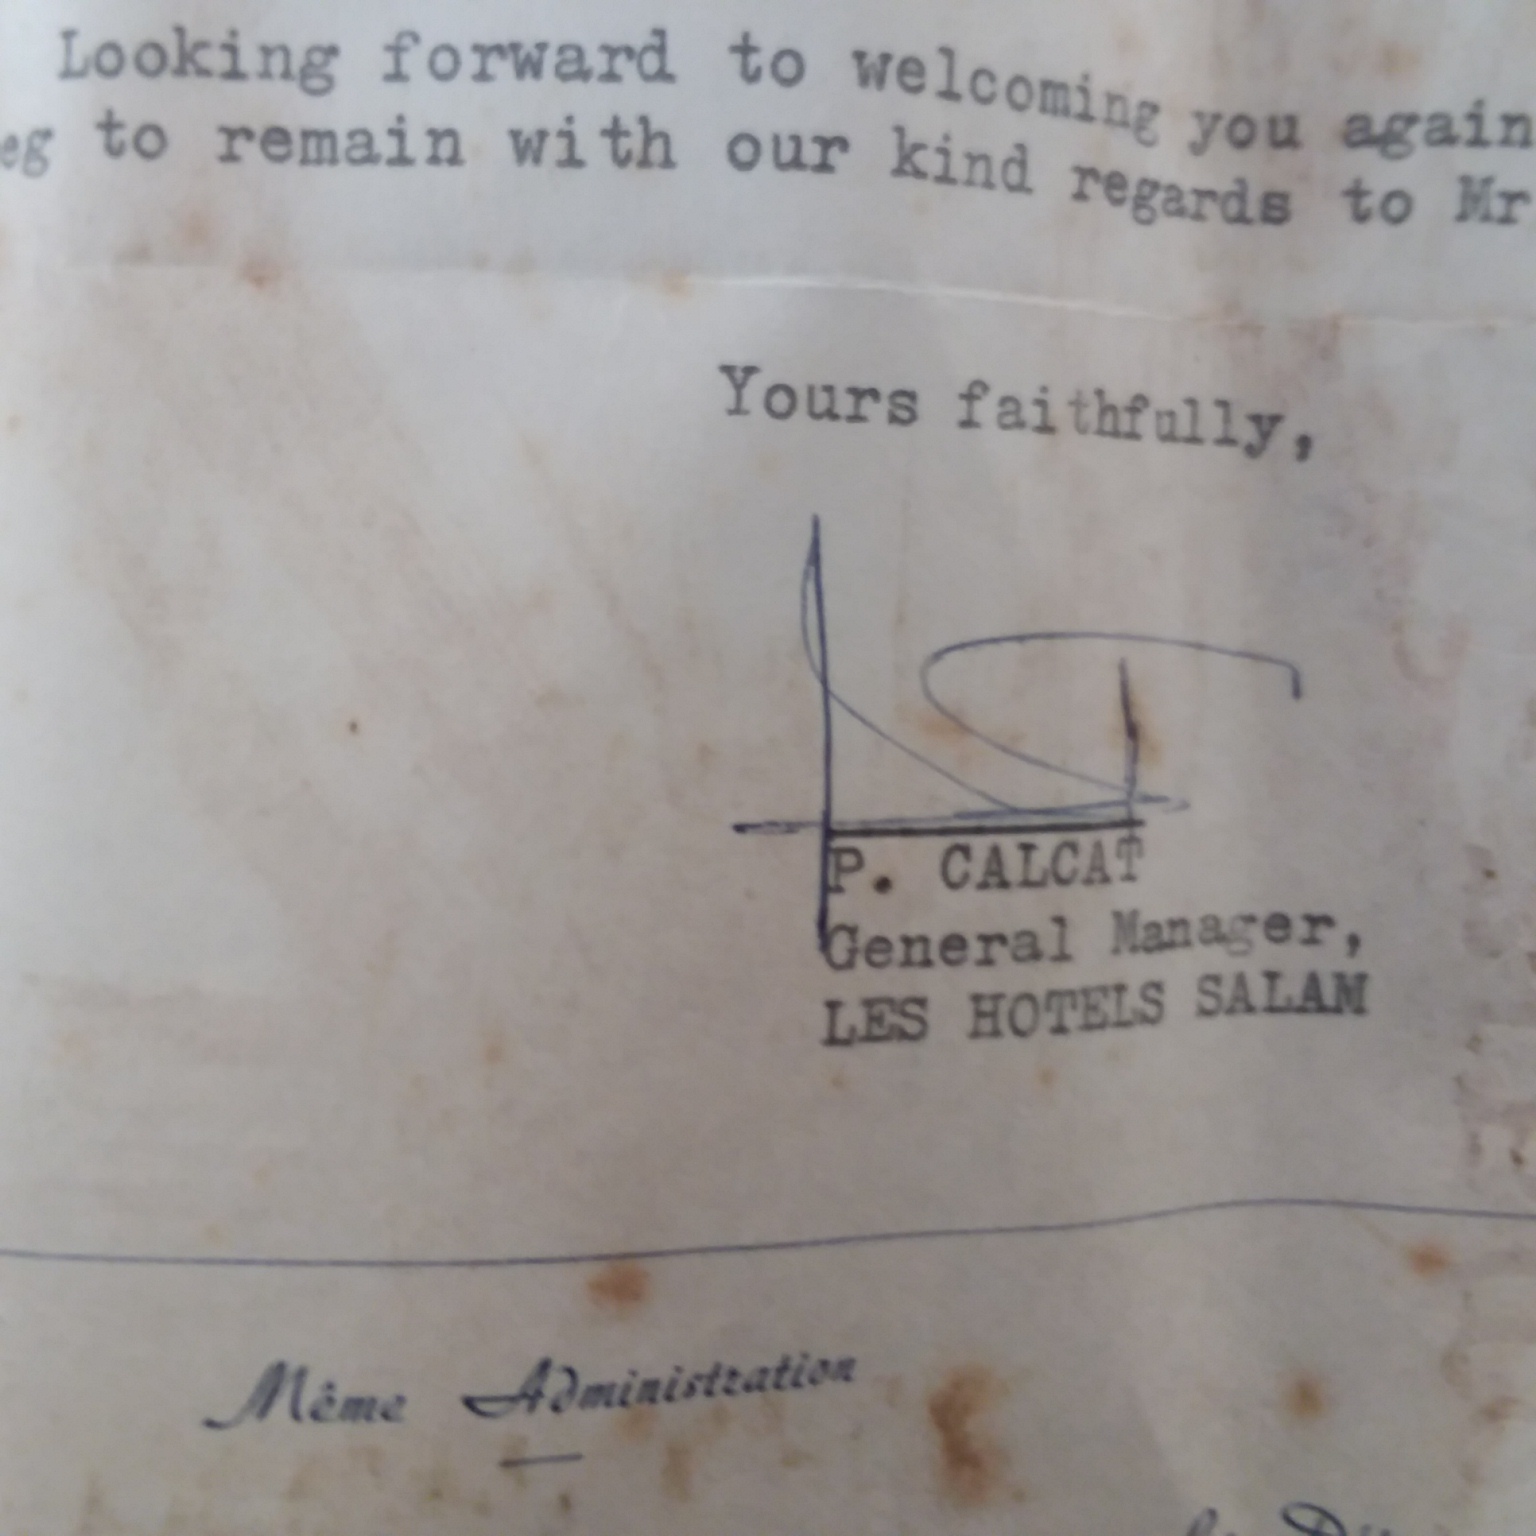 Looking forward to welcoming you again
eg to remain with our kind regards to Mr
Yours faithfully,
P. CALCAT
General Manager,
LES HOTELS SALAM
Même Administration